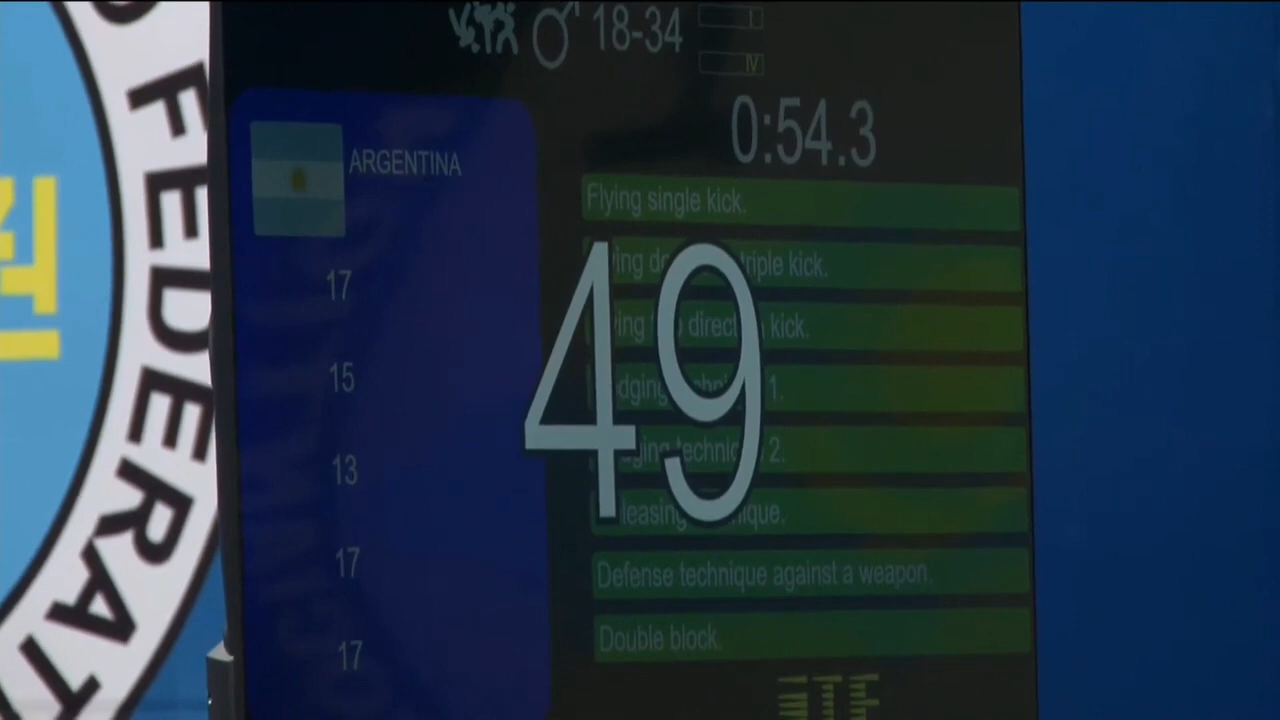 FEDERAT
18-34
I
IV
0:54.3
ARGENTINA
Flying single kick.
triple kick.
direct kick.
1.
2.
Defense technique against a weapon.
Double block.
49
17
15
13
17
17
ITF